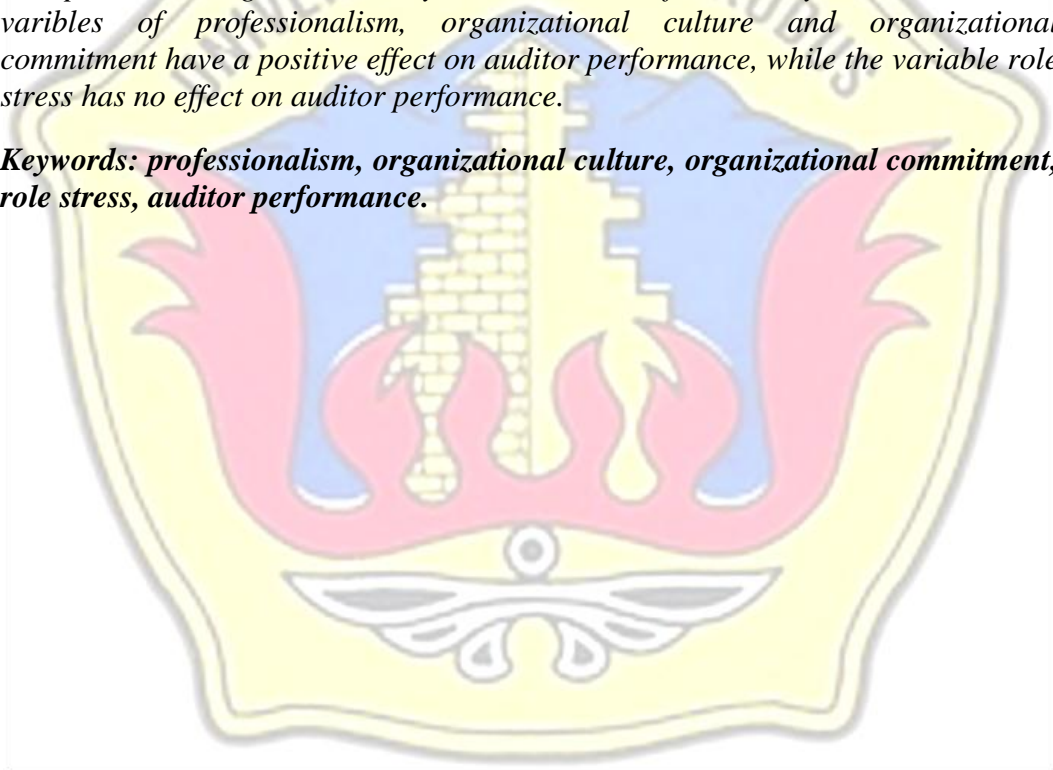 varibles of professionalism, organizational culture and organizational
commitment have a positive effect on auditor performance, while the variable role
stress has no effect on auditor performance.
Keywords: professionalism, organizational culture, organizational commitment,
role stress, auditor performance.